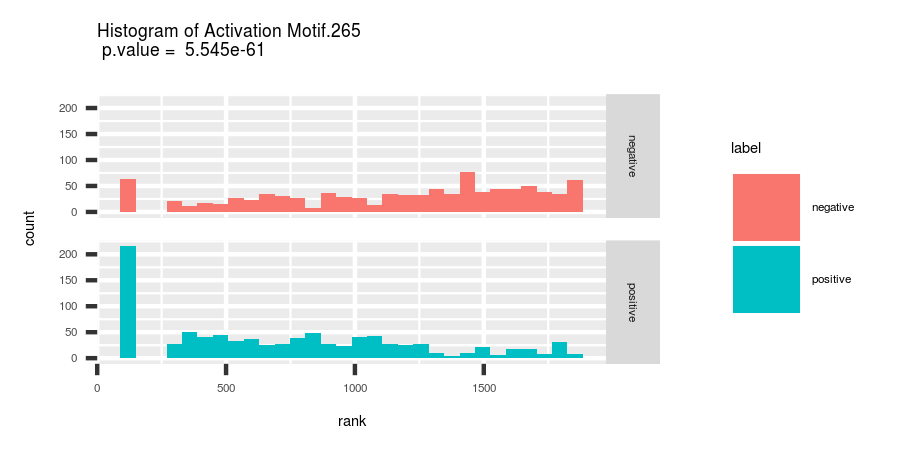 Histogram of Activation Motif.265
p.value = 5.545e-61
count
200
150
100
50
0
negative
200
150
100
50
0
positive
0 500 1000 1500
rank
label
negative
positive